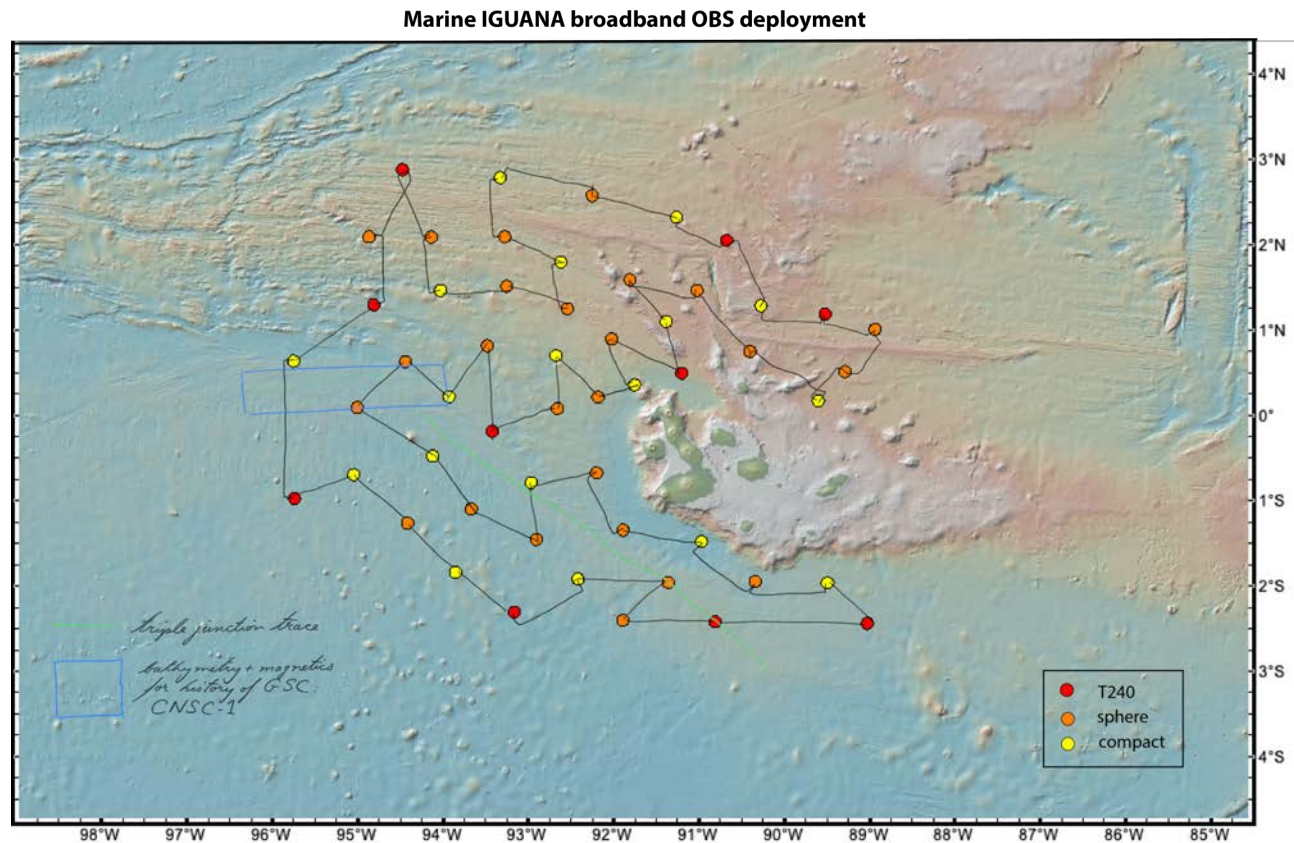 Marine IGUANA broadband OBS deployment
4°N
3°N
2°N
1°N
0°
1°S
2°S
3°S
4°S
triple junction trace
bathymetry + magnetics
for history of GSC:
CNSC-1
T240
sphere
compact
98°W 97°W 96°W 95°W 94°W 93°W 92°W 91°W 90°W 89°W 88°W 87°W 86°W 85°W